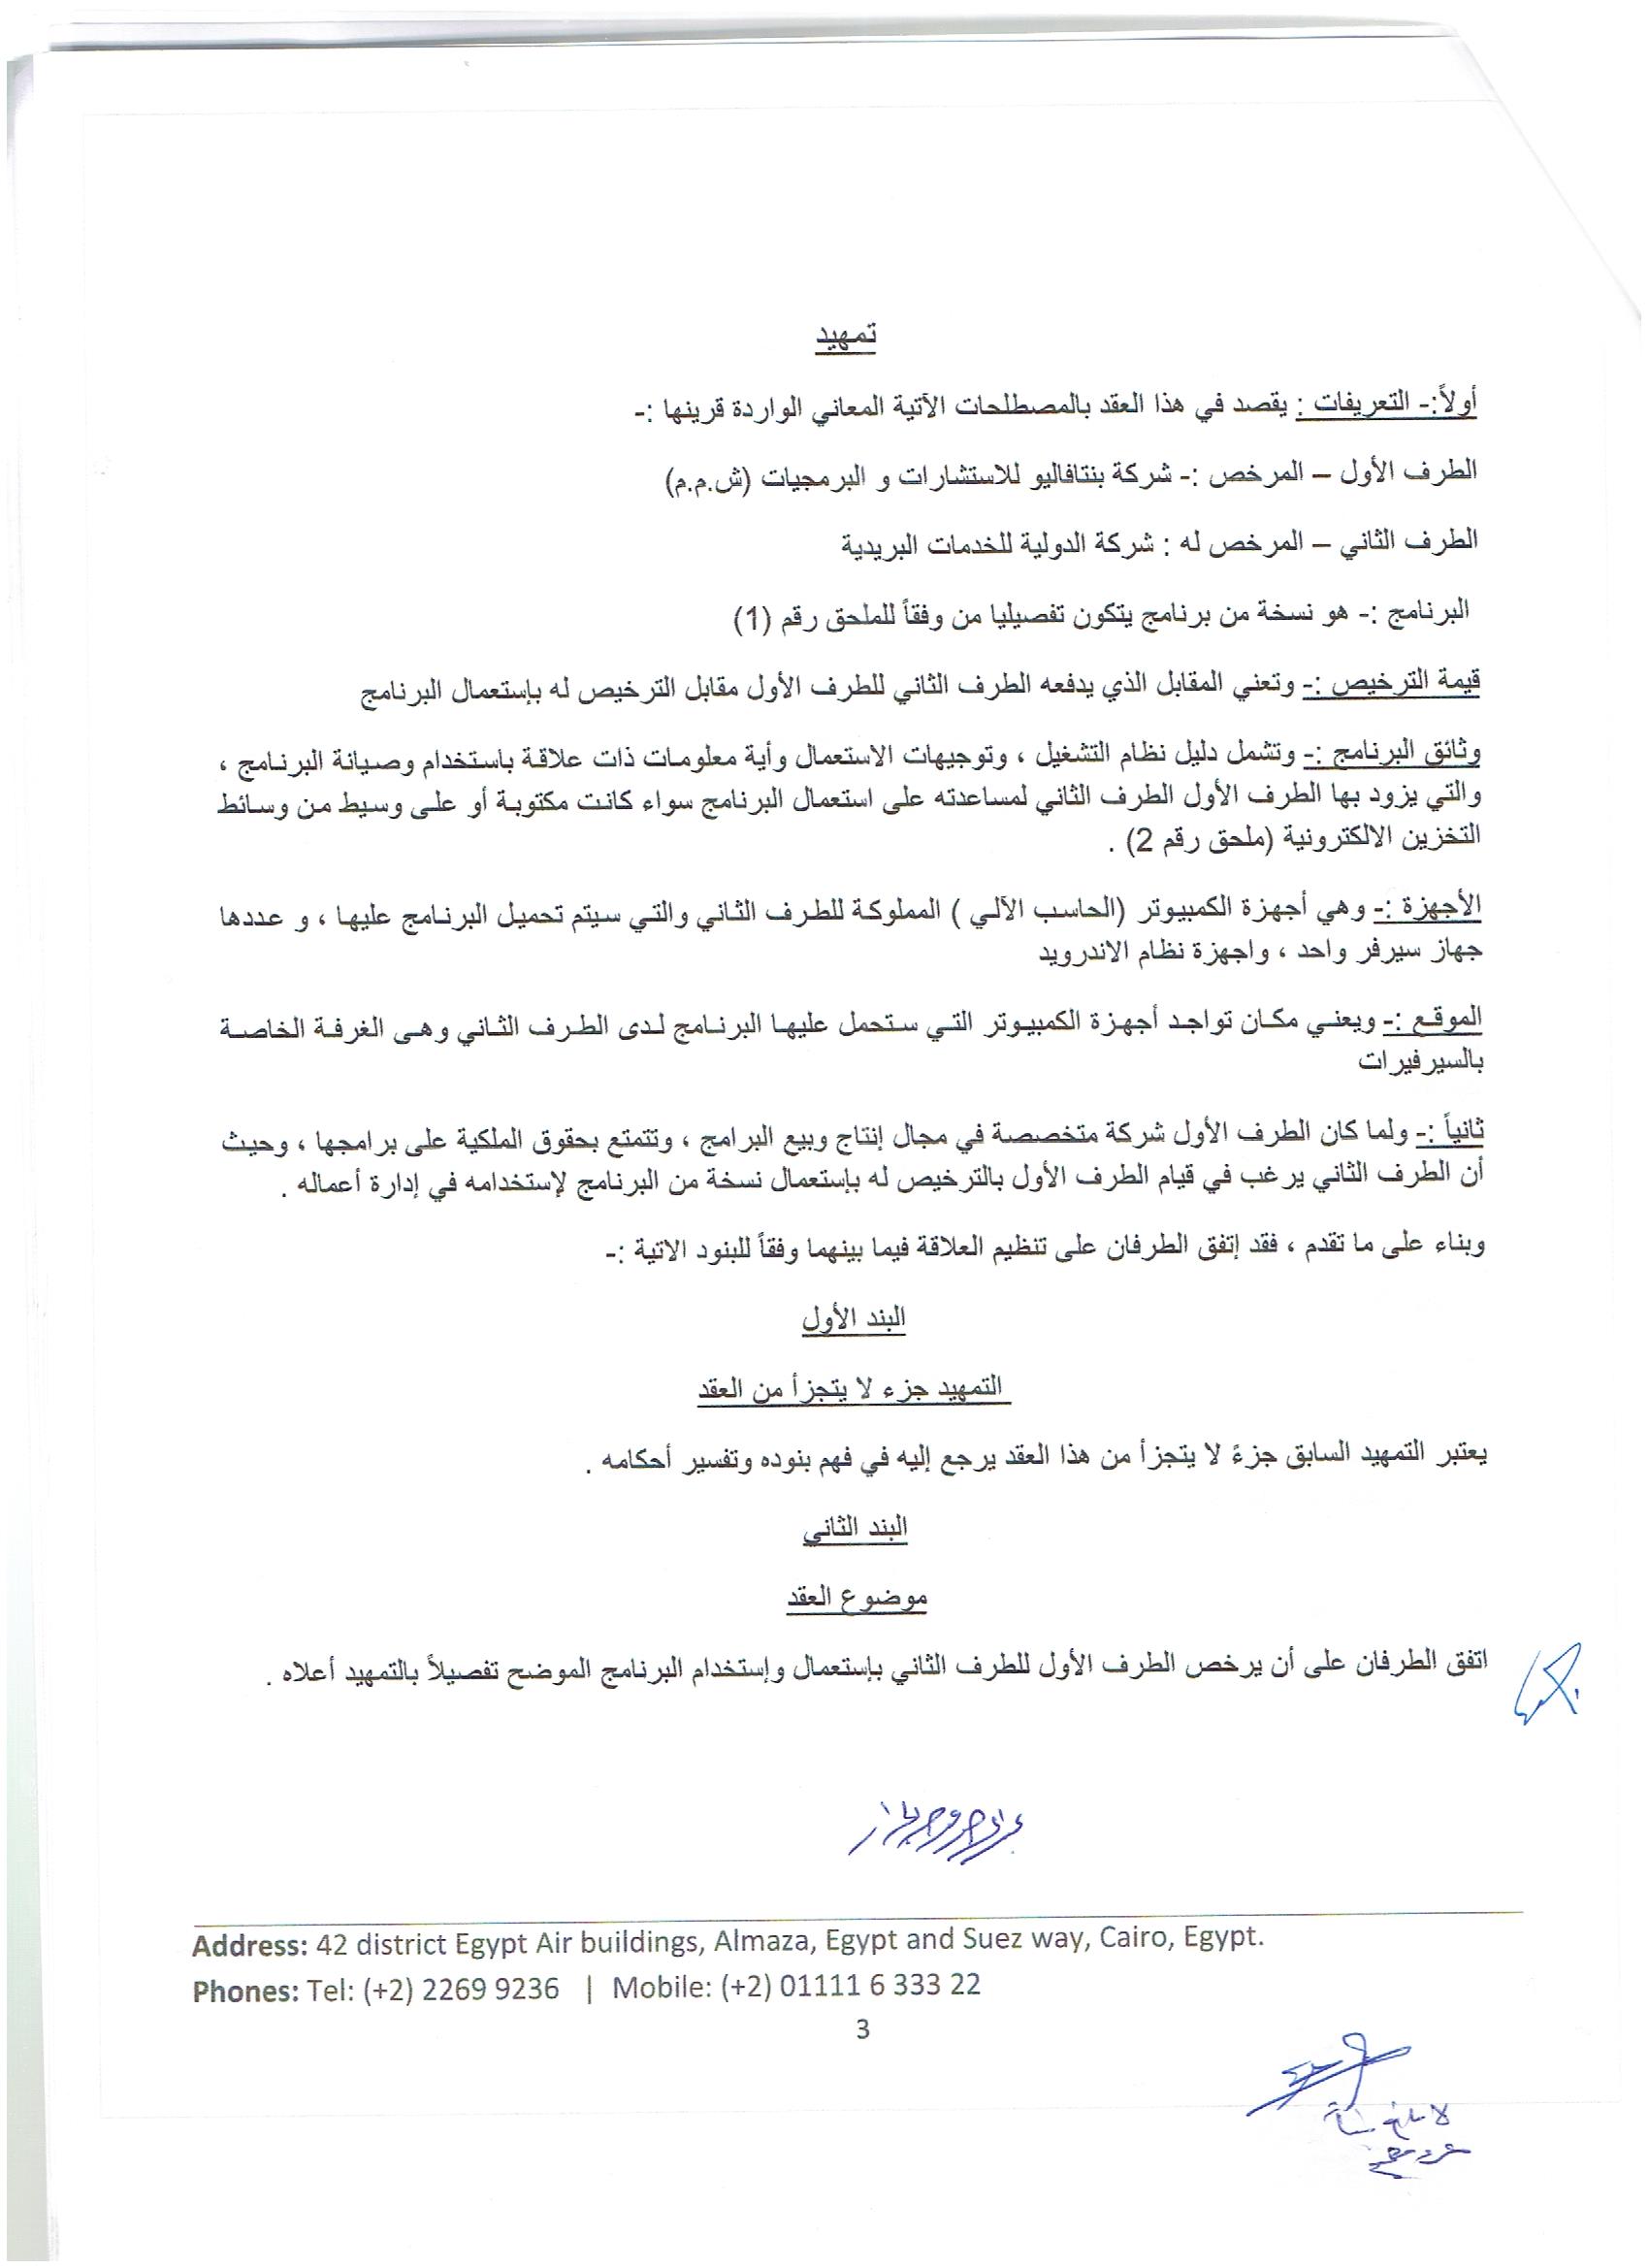 تمهيد
أولاً:- التعريفات : يقصد في هذا العقد بالمصطلحات الآتية المعاني الواردة قرينها :-
الطرف الأول – المرخص :- شركة بنتافاليو للاستشارات و البرمجيات (ش.م.م)
الطرف الثاني – المرخص له : شركة الدولية للخدمات البريدية
البرنامج :- هو نسخة من برنامج يتكون تفصيليا من وفقاً للملحق رقم (1)
قيمة الترخيص :- وتعني المقابل الذي يدفعه الطرف الثاني للطرف الأول مقابل الترخيص له بإستعمال البرنامج
وثائق البرنامج :- وتشمل دليل نظام التشغيل ، وتوجيهات الاستعمال وأية معلومات ذات علاقة باستخدام وصيانة البرنامج ،
والتي يزود بها الطرف الأول الطرف الثاني لمساعدته على استعمال البرنامج سواء كانت مكتوبة أو على وسيط من وسائط
التخزين الالكترونية (ملحق رقم 2) .
الأجهزة :- وهي أجهزة الكمبيوتر (الحاسب الآلي ) المملوكة للطرف الثاني والتي سيتم تحميل البرنامج عليها ، و عددها
جهاز سيرفر واحد ، واجهزة نظام الاندرويد
الموقع :- ويعني مكان تواجد أجهزة الكمبيوتر التي ستحمل عليها البرنامج لدى الطرف الثاني وهى الغرفة الخاصة
بالسيرفيرات
ثانياً :- ولما كان الطرف الأول شركة متخصصة في مجال إنتاج وبيع البرامج ، وتتمتع بحقوق الملكية على برامجها ، وحيث
أن الطرف الثاني يرغب في قيام الطرف الأول بالترخيص له بإستعمال نسخة من البرنامج لإستخدامه في إدارة أعماله .
وبناء على ما تقدم ، فقد إتفق الطرفان على تنظيم العلاقة فيما بينهما وفقاً للبنود الاتية :-
البند الأول
التمهيد جزء لا يتجزأ من العقد
يعتبر التمهيد السابق جزءً لا يتجزأ من هذا العقد يرجع إليه في فهم بنوده وتفسير أحكامه .
البند الثاني
موضوع العقد
اتفق الطرفان على أن يرخص الطرف الأول للطرف الثاني بإستعمال وإستخدام البرنامج الموضح تفصيلاً بالتمهيد أعلاه .
Address: 42 district Egypt Air buildings, Almaza, Egypt and Suez way, Cairo, Egypt.
Phones: Tel: (+2) 2269 9236 | Mobile: (+2) 01111 6 333 22
3